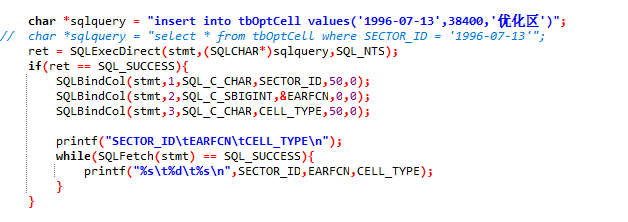 char *sqlquery = "insert into tbOptCell values('1996-07-13',38400,'优化区')";
// char *sqlquery = "select * from tbOptCell where SECTOR_ID = '1996-07-13'";
ret = SQLExecDirect(stmt,(SQLCHAR*)sqlquery,SQL_NTS);
if(ret == SQL_SUCCESS){
SQLBindCol(stmt,1,SQL_C_CHAR,SECTOR_ID,50,0);
SQLBindCol(stmt,2,SQL_C_SBIGINT,&EARFCN,0,0);
SQLBindCol(stmt,3,SQL_C_CHAR,CELL_TYPE,50,0);
printf("SECTOR_ID\tEARFCN\tCELL_TYPE\n");
while(SQLFetch(stmt) == SQL_SUCCESS){
printf("%s\t%d\t%s\n",SECTOR_ID,EARFCN,CELL_TYPE);
}
}